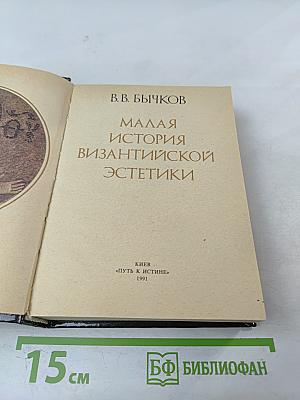 В.В. БЫЧКОВ
МАЛАЯ
ИСТОРИЯ
ВИЗАНТИЙСКОЙ
ЭСТЕТИКИ
КИЕВ
«ПУТЬ К ИСТИНЕ»
1991
15 см
БФ БИБЛИОФАН